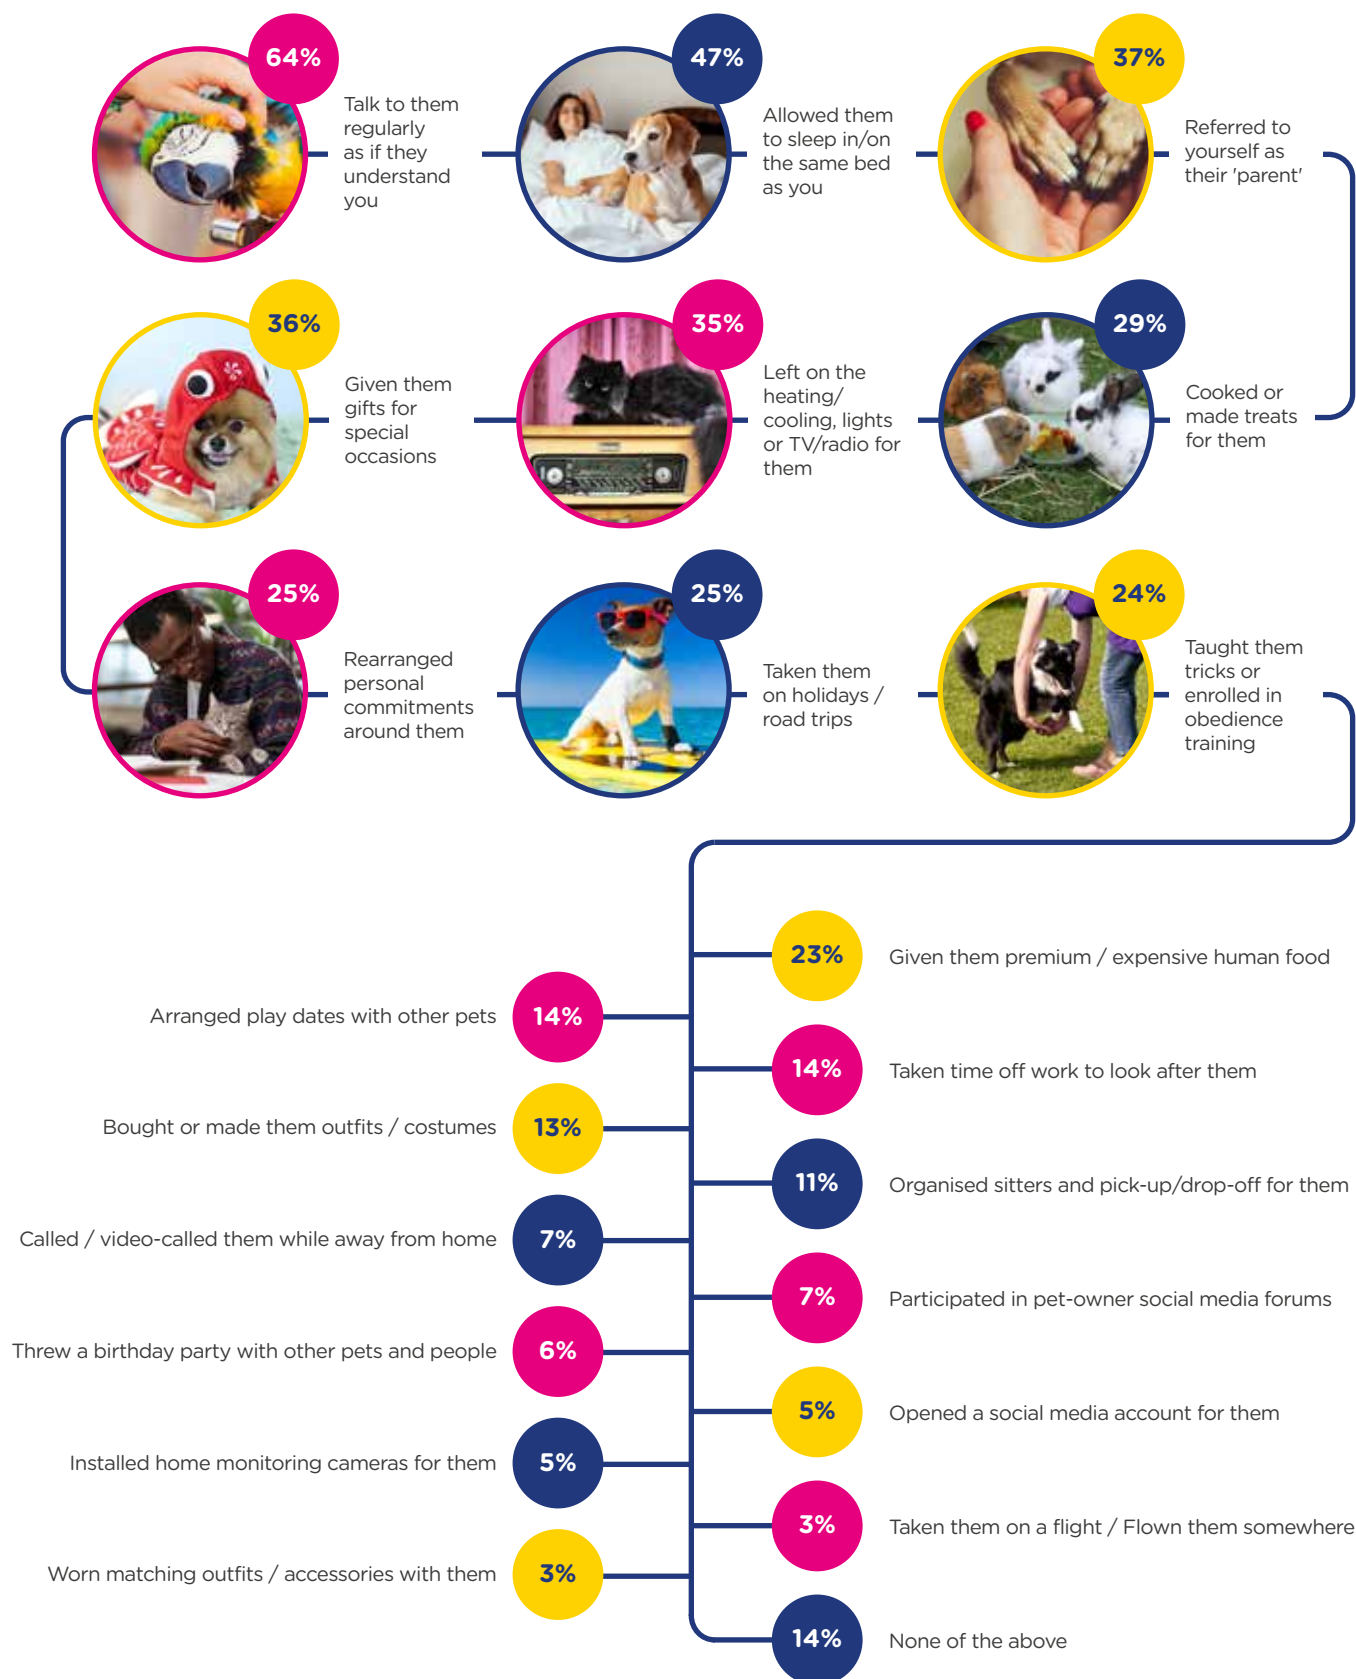 64%
Talk to them
regularly
as if they
understand
you
47%
Allowed them
to sleep in/on
the same bed
as you
37%
Referred to
yourself as
their 'parent'
36%
Given them
gifts for
special
occasions
35%
Left on the
heating/
cooling, lights
or TV/radio for
them
29%
Cooked or
made treats
for them
25%
Rearranged
personal
commitments
around them
25%
Taken them
on holidays /
road trips
24%
Taught them
tricks or
enrolled in
obedience
training
23% Given them premium / expensive human food
Arranged play dates with other pets 14%
14% Taken time off work to look after them
Bought or made them outfits / costumes 13%
11% Organised sitters and pick-up/drop-off for them
Called / video-called them while away from home 7%
7% Participated in pet-owner social media forums
Threw a birthday party with other pets and people 6%
5% Opened a social media account for them
Installed home monitoring cameras for them 5%
3% Taken them on a flight / Flown them somewhere
Worn matching outfits / accessories with them 3%
14% None of the above